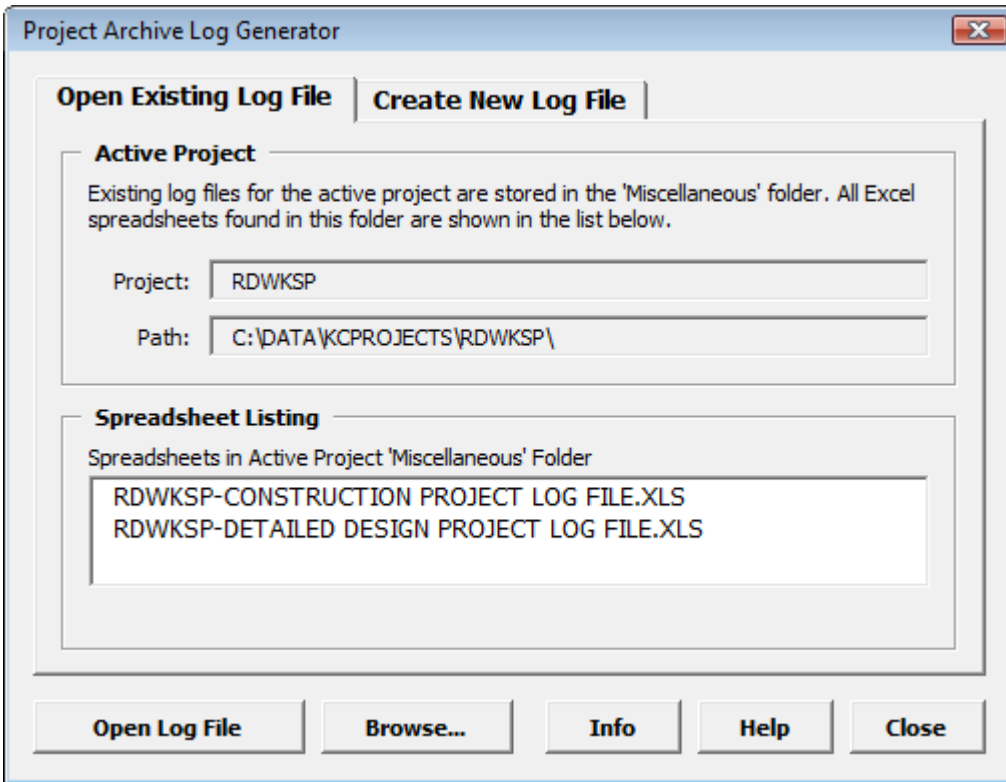 Project Archive Log Generator
Open Existing Log File
Create New Log File
Active Project
Existing log files for the active project are stored in the 'Miscellaneous' folder. All Excel
spreadsheets found in this folder are shown in the list below.
Project: RDWKSP
Path: C:\DATA\KCPROJECTS\RDWKSP\
Spreadsheet Listing
Spreadsheets in Active Project 'Miscellaneous' Folder
RDWKSP-CONSTRUCTION PROJECT LOG FILE.XLS
RDWKSP-DETAILED DESIGN PROJECT LOG FILE.XLS
Open Log File Browse... Info Help Close